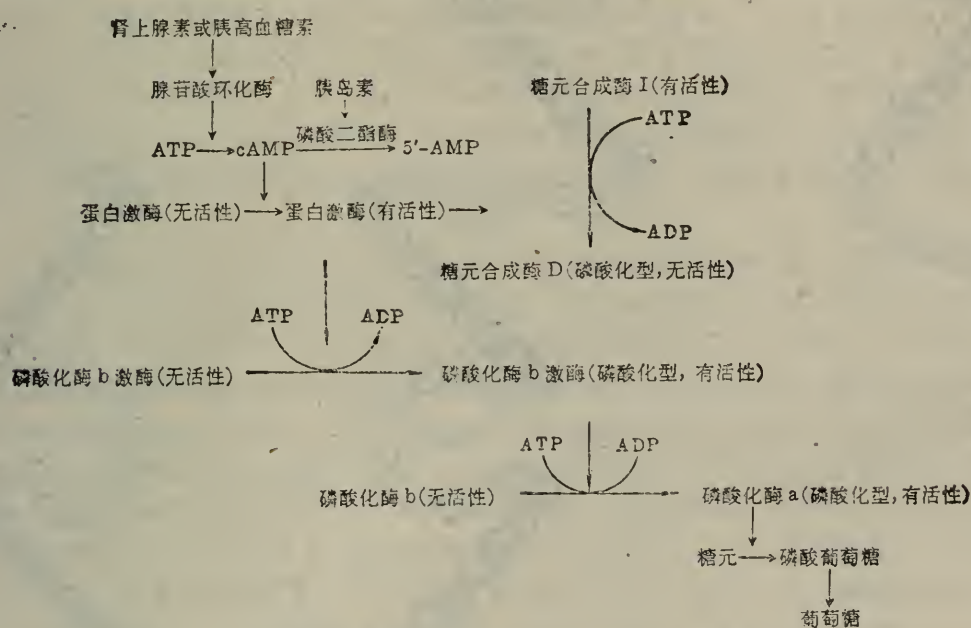 肾上腺素或胰高血糖素
腺苷酸环化酶 胰岛素 糖元合成酶 I(有活性)
磷酸二酯酶 ATP
ATP cAMP 5′-AMP
蛋白激酶(无活性) 蛋白激酶(有活性)
ADP
糖元合成酶 D(磷酸化型,无活性)
ATP ADP
磷酸化酶 b 激酶(无活性) 磷酸化酶 b 激酶(磷酸化型, 有活性)
ATP ADP
磷酸化酶 b(无活性) 磷酸化酶 a(磷酸化型,有活性)
糖元 磷酸葡萄糖
葡萄糖